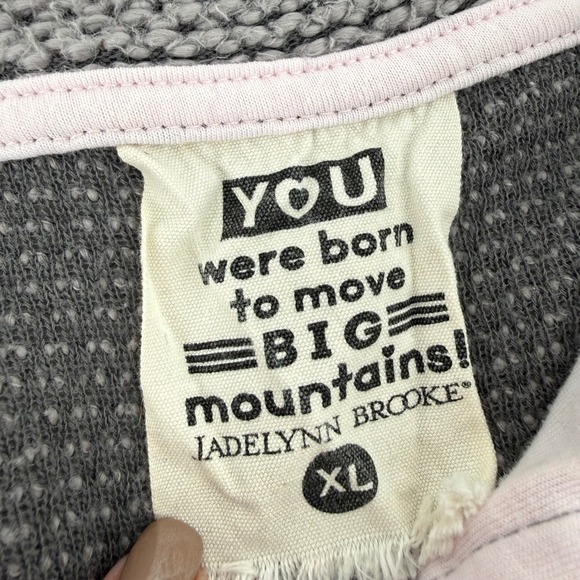 YOU
were born
to move
BIG
mountains!
JADELYNN BROOKE®
XL